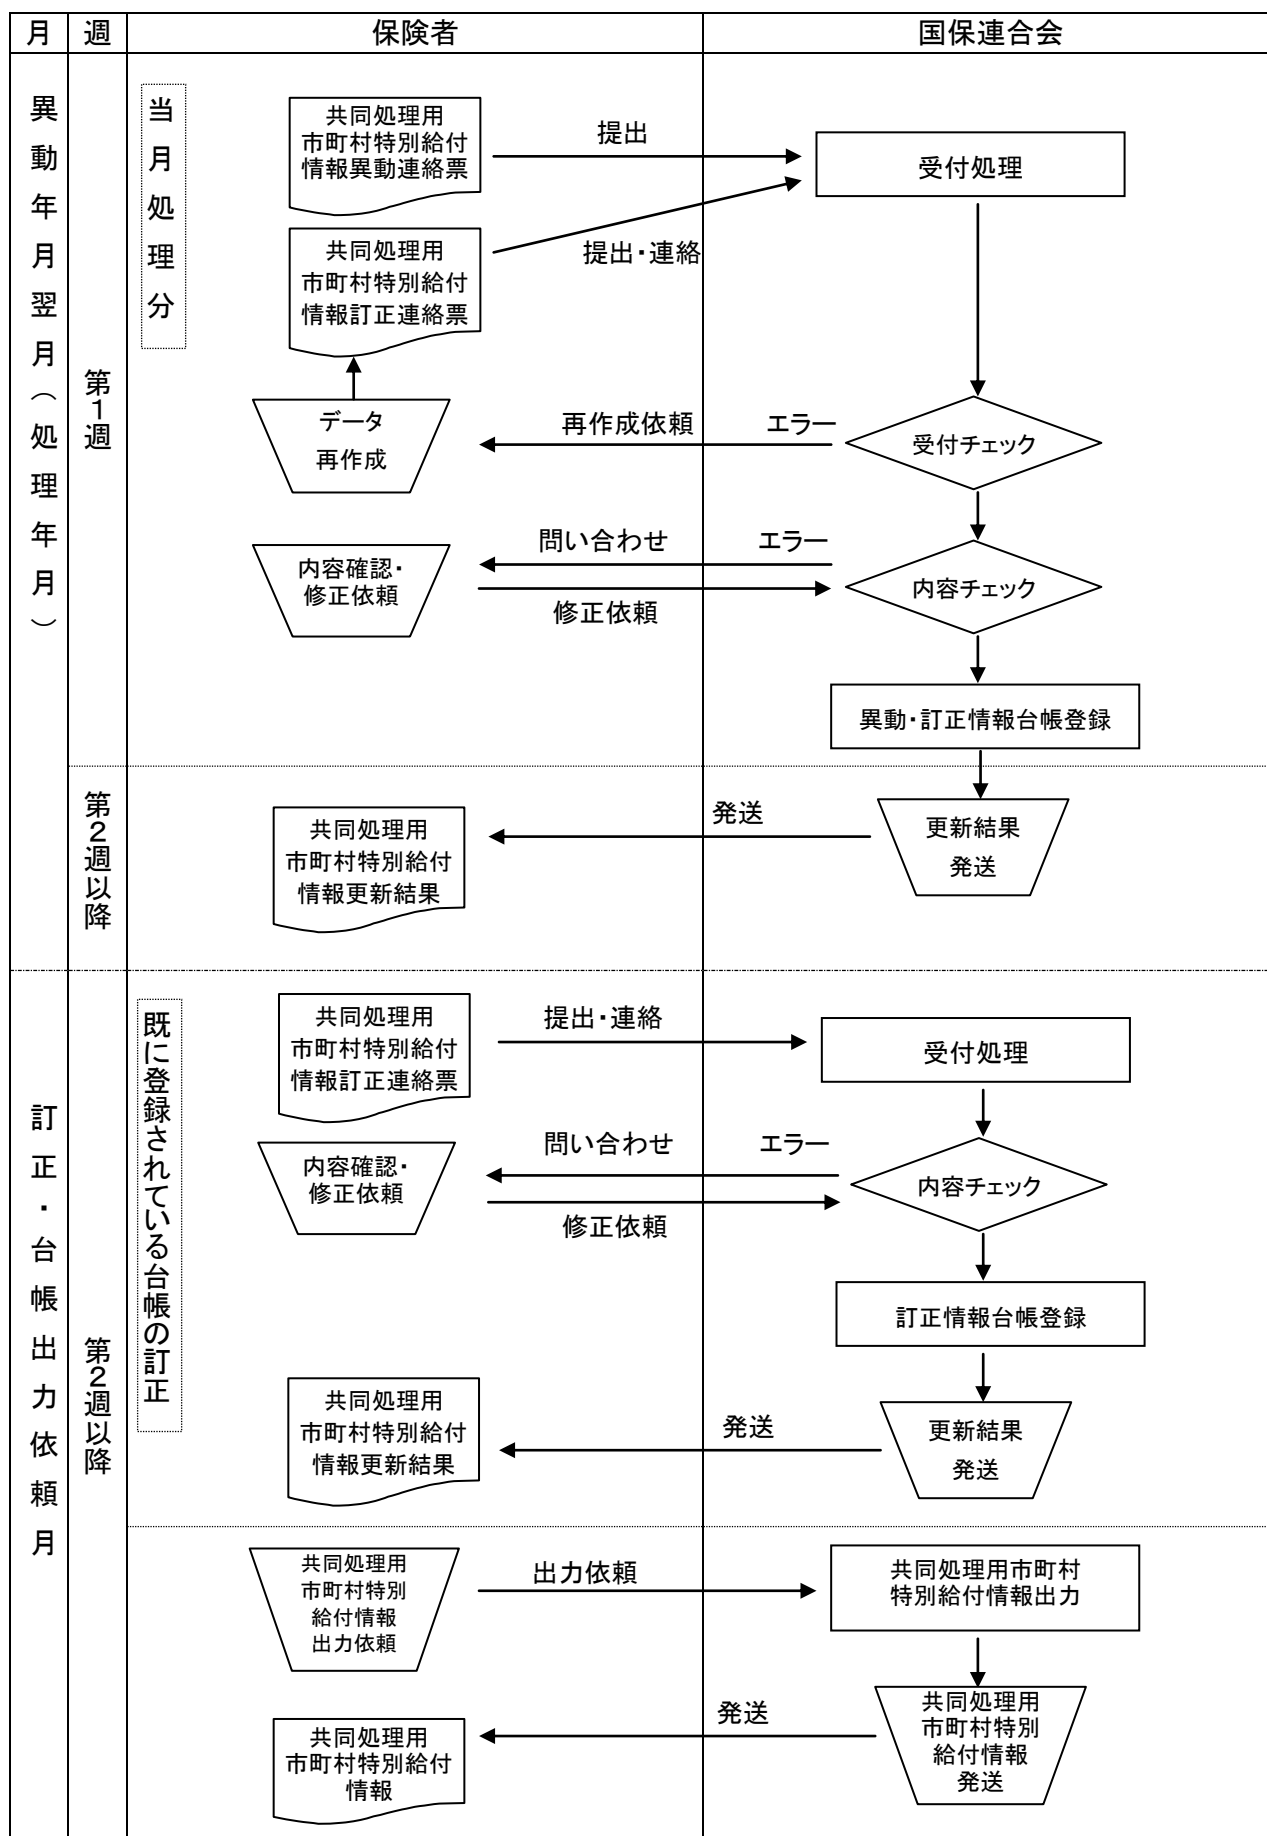 月
週
保険者
国保連合会
異動年月翌月（処理年月）
第1週
当月処理分
共同処理用
市町村特別給付
情報異動連絡票
提出
受付処理
共同処理用
市町村特別給付
情報訂正連絡票
提出・連絡
データ
再作成
再作成依頼
エラー
受付チェック
内容確認・
修正依頼
問い合わせ
エラー
修正依頼
内容チェック
異動・訂正情報台帳登録
第2週以降
共同処理用
市町村特別給付
情報更新結果
発送
更新結果
発送
訂正・台帳出力依頼月
第2週以降
既に登録されている台帳の訂正
共同処理用
市町村特別給付
情報訂正連絡票
提出・連絡
受付処理
内容確認・
修正依頼
問い合わせ
エラー
修正依頼
内容チェック
訂正情報台帳登録
共同処理用
市町村特別給付
情報更新結果
発送
更新結果
発送
共同処理用
市町村特別
給付情報
出力依頼
出力依頼
共同処理用市町村
特別給付情報出力
共同処理用
市町村特別給付
情報
発送
共同処理用
市町村特別
給付情報
発送